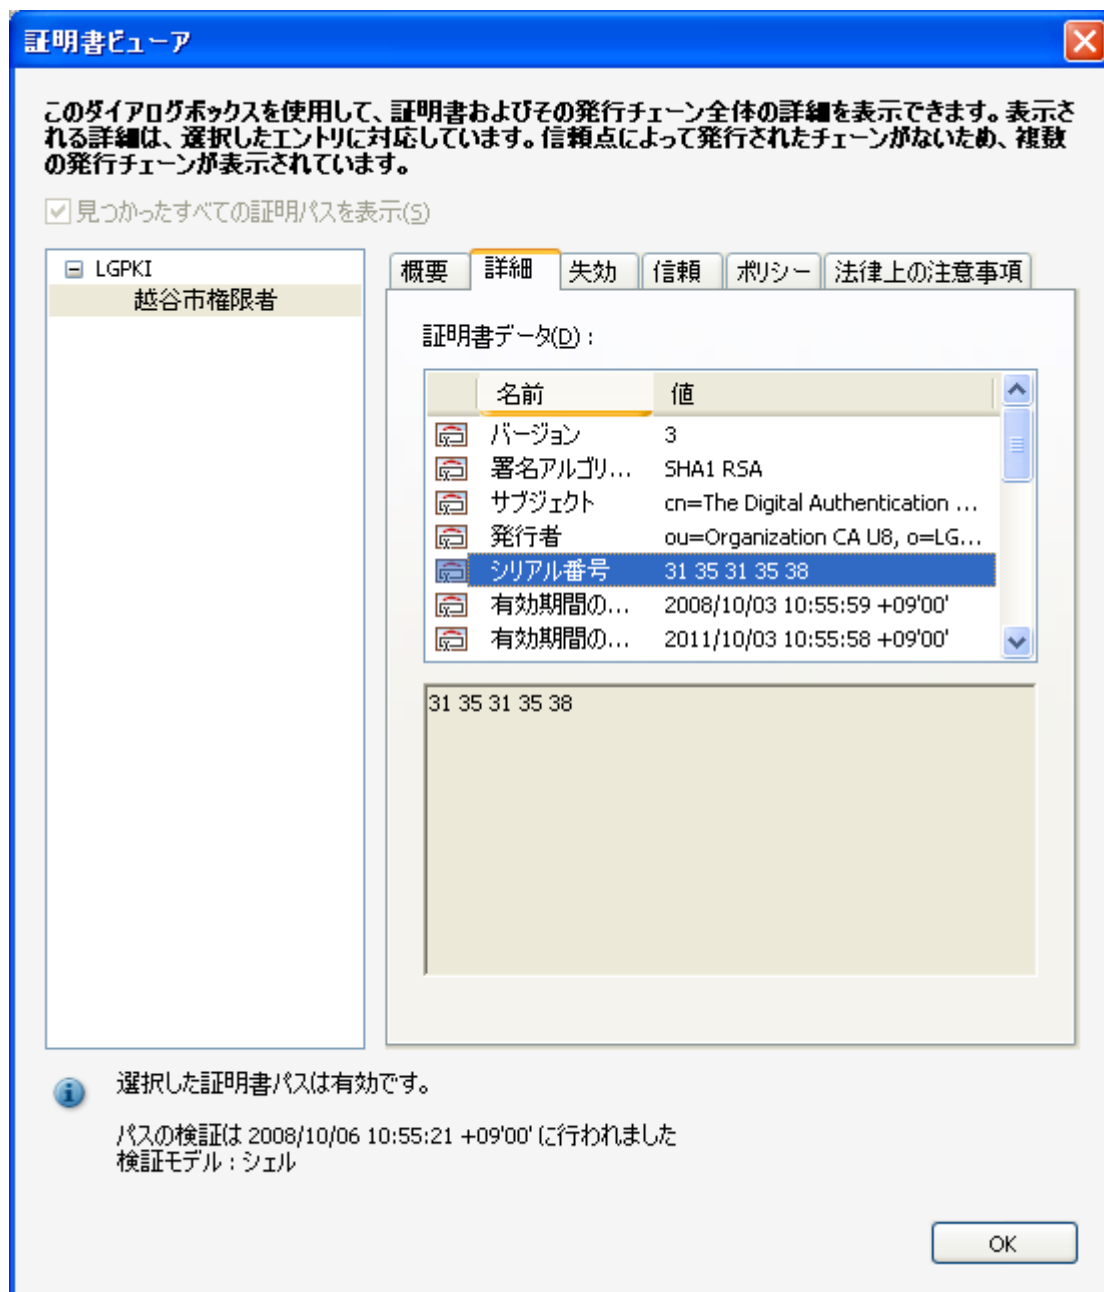 証明書ビューア
このダイアログボックスを使用して、証明書およびその発行チェーン全体の詳細を表示できます。表示さ
れる詳細は、選択したエントリに対応しています。信頼点によって発行されたチェーンがないため、複数
の発行チェーンが表示されています。
見つかったすべての証明パスを表示(S)
LGPKI
越谷市権限者
概要 詳細 失効 信頼 ポリシー 法律上の注意事項
証明書データ(D) :
名前 値
バージョン 3
署名アルゴリ... SHA1 RSA
サブジェクト cn=The Digital Authentication ...
発行者 ou=Organization CA U8, o=LG...
シリアル番号 31 35 31 35 38
有効期間の... 2008/10/03 10:55:59 +09'00'
有効期間の... 2011/10/03 10:55:58 +09'00'
31 35 31 35 38
選択した証明書パスは有効です。
パスの検証は 2008/10/06 10:55:21 +09'00' に行われました
検証モデル : シェル
OK